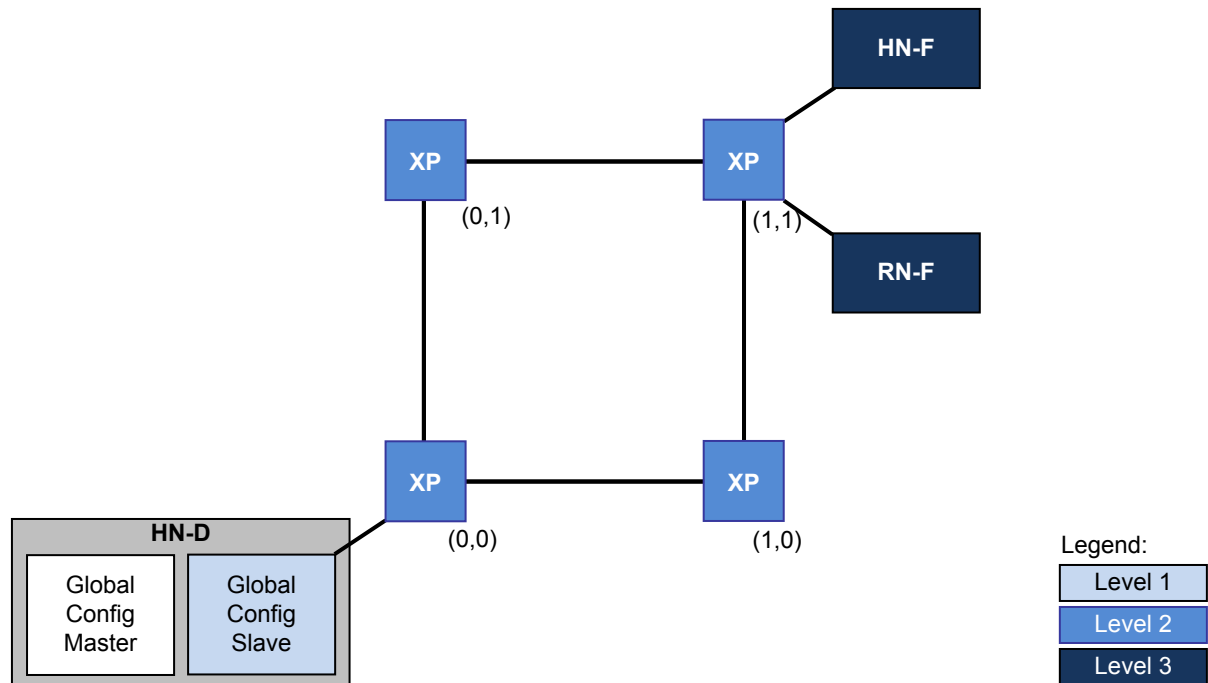 HN-F
XP
XP
(0,1)
(1,1)
RN-F
XP
XP
(0,0)
(1,0)
HN-D
Global
Config
Master
Global
Config
Slave
Legend:
Level 1
Level 2
Level 3